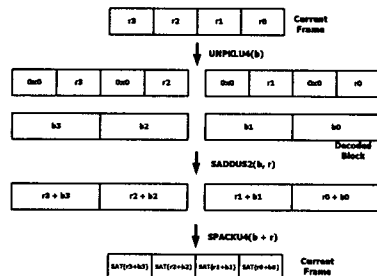 r3 r2 r1 r0 Current Frame
UNPKLU4(b)
0x0 r3 0x0 r2 0x0 r1 0x0 r0
b3 b2 b1 b0
Decoded Block
SADDUS2(b, r)
r3 + b3 r2 + b2 r1 + b1 r0 + b0
SPACKU4(b + r)
SAT(r3+b3) SAT(r2+b2) SAT(r1+b1) SAT(r0+b0) Current Frame